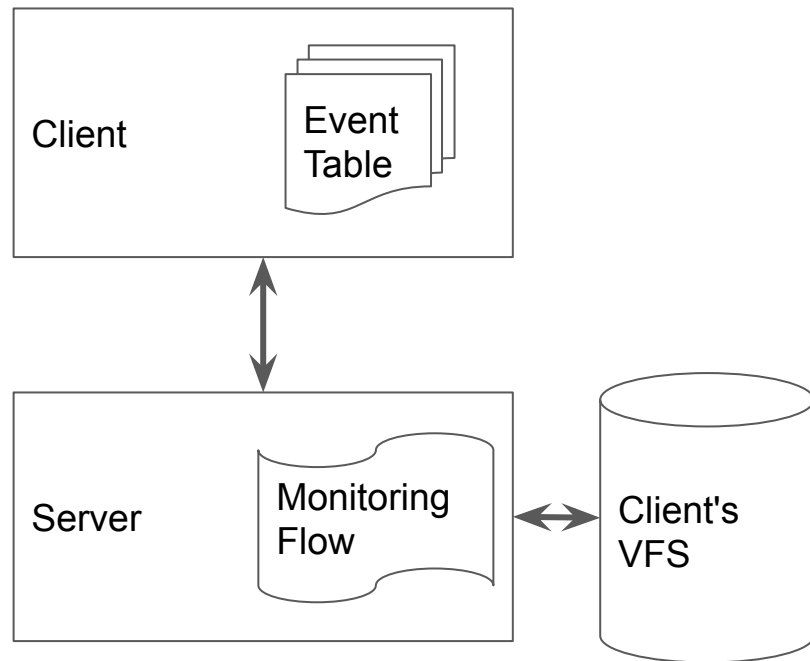 Client
Event
Table
Server
Monitoring
Flow
Client's
VFS